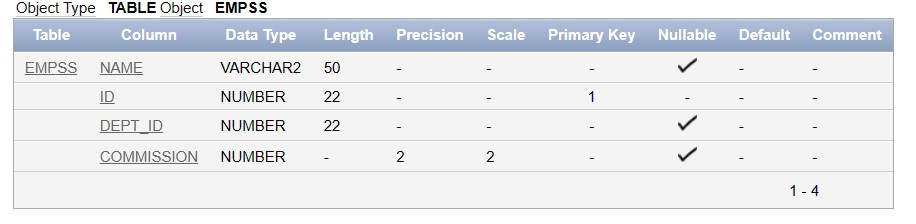 Object Type TABLE Object EMPSS
Table Column Data Type Length Precision Scale Primary Key Nullable Default Comment
EMPSS NAME VARCHAR2 50 - - - ✓ - -
ID NUMBER 22 - - 1 - - -
DEPT_ID NUMBER 22 - - - ✓ - -
COMMISSION NUMBER - 2 2 - ✓ - -
1 - 4